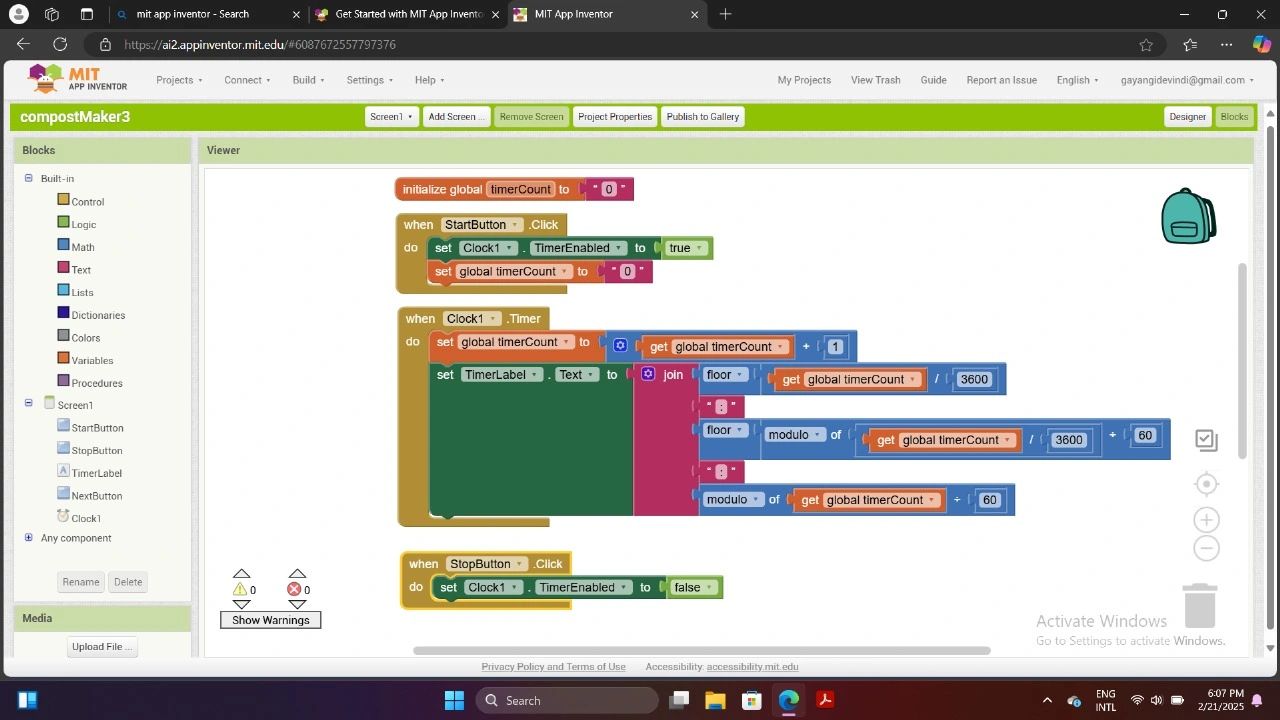 mit app inventor - Search
Get Started with MIT App Invento
MIT App Inventor
https://ai2.appinventor.mit.edu/#6087672557797376
MIT
APP INVENTOR
Projects
Connect
Build
Settings
Help
My Projects
View Trash
Guide
Report an Issue
English
gayangidevindi@gmail.com
compostMaker3
Screen1
Add Screen ...
Remove Screen
Project Properties
Publish to Gallery
Designer
Blocks
Blocks
Viewer
Built-in
Control
Logic
Math
Text
Lists
Dictionaries
Colors
Variables
Procedures
Screen1
StartButton
StopButton
TimerLabel
NextButton
Clock1
Any component
Rename
Delete
Media
Upload File ...
initialize global timerCount to " 0 "
when StartButton .Click
do set Clock1 . TimerEnabled to true
set global timerCount to " 0 "
when Clock1 .Timer
do set global timerCount to get global timerCount + 1
set TimerLabel . Text to join floor get global timerCount / 3600
" : "
floor modulo of get global timerCount / 3600 ÷ 60
" : "
modulo of get global timerCount ÷ 60
when StopButton .Click
do set Clock1 . TimerEnabled to false
0
0
Show Warnings
Activate Windows
Go to Settings to activate Windows.
Privacy Policy and Terms of Use
Accessibility: accessibility.mit.edu
Search
ENG
INTL
6:07 PM
2/21/2025